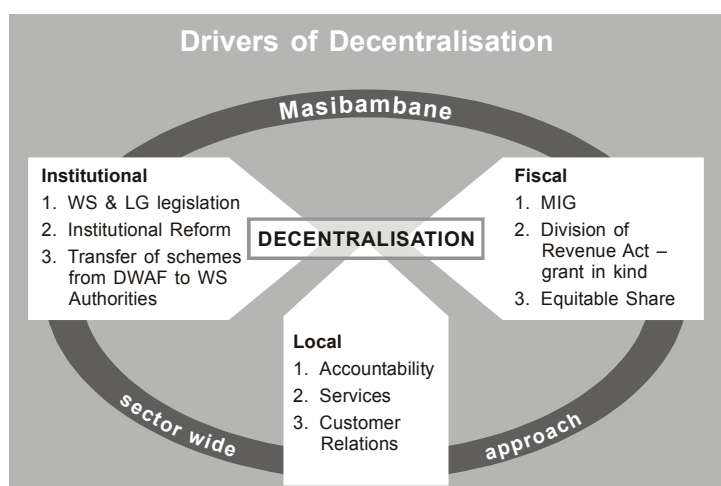 Drivers of Decentralisation
Masibambane
Institutional
1. WS & LG legislation
2. Institutional Reform
3. Transfer of schemes
from DWAF to WS
Authorities
DECENTRALISATION
Fiscal
1. MIG
2. Division of
Revenue Act –
grant in kind
3. Equitable Share
Local
1. Accountability
2. Services
3. Customer
Relations
sector wide
approach